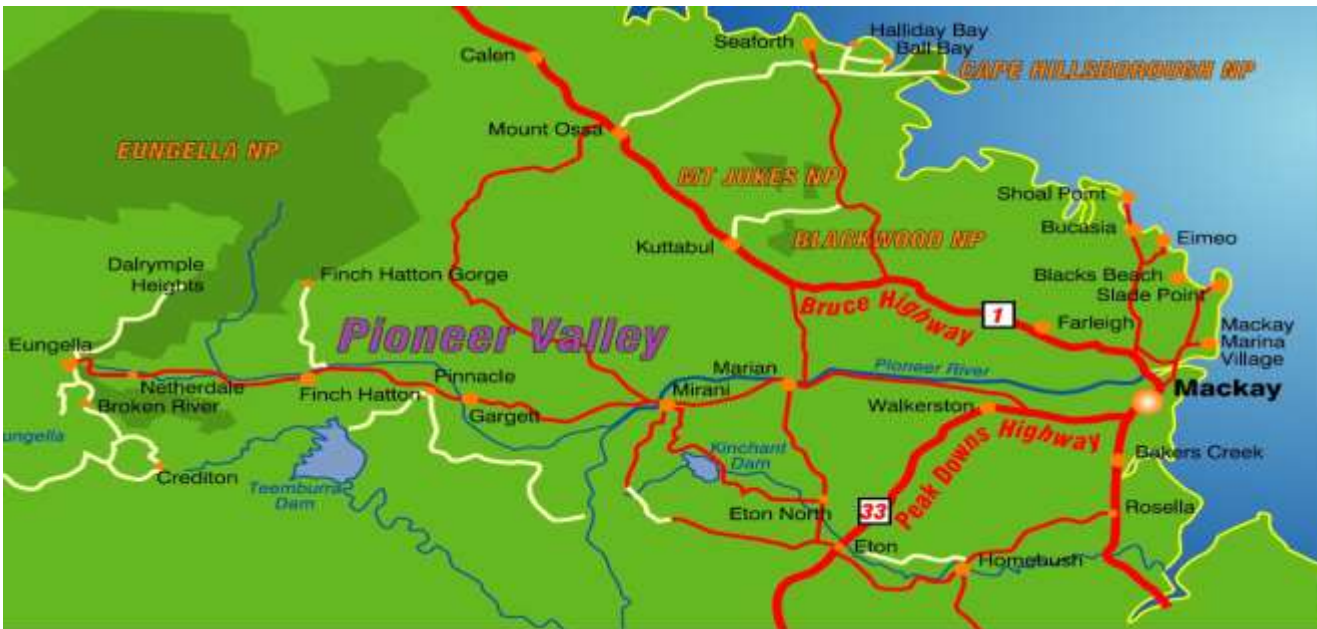 Calen
Seaforth
Halliday Bay
Ball Bay
CAPE HILLSBOROUGH NP
Mount Ossa
EUNGELLA NP
MT JUKES NP
Shoal Point
Bucasia
Eimeo
Kuttabul
BLACKWOOD NP
Dalrymple
Heights
Finch Hatton Gorge
Blacks Beach
Slade Point
Bruce Highway
1
Farleigh
Mackay
Marina
Village
Pioneer Valley
Eungella
Netherdale
Broken River
Finch Hatton
Pinnacle
Gargett
Marian
Mirani
Pioneer River
Mackay
Walkerston
Peak Downs Highway
33
ungella
Crediton
Teemburra
Dam
Kinchant
Dam
Bakers Creek
Eton North
Rosella
Eton
Homebush